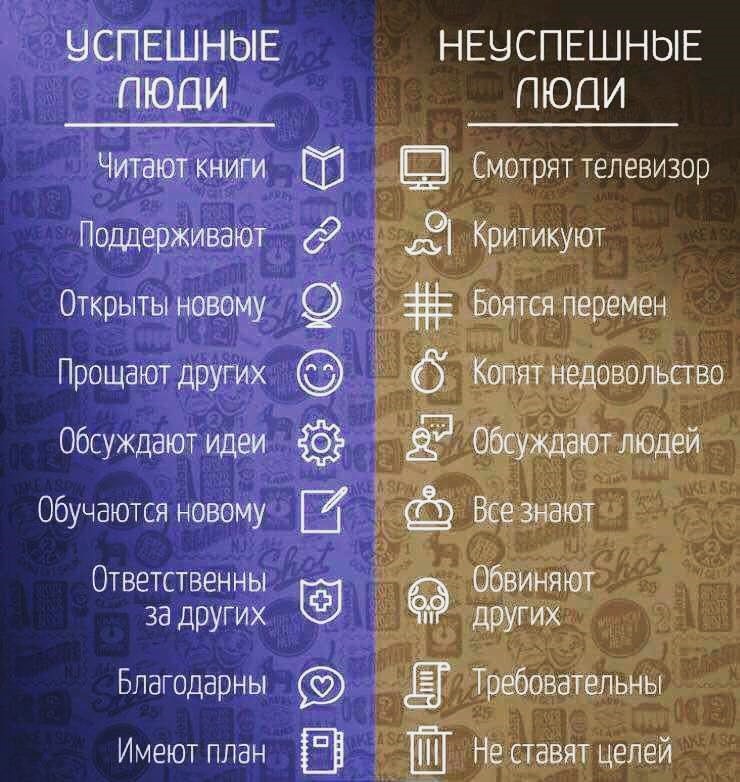 УСПЕШНЫЕ
ЛЮДИ
Читают книги
Поддерживают
Открыты новому
Прощают других
Обсуждают идеи
Обучаются новому
Ответственны
за других
Благодарны
Имеют план
НЕУСПЕШНЫЕ
ЛЮДИ
Смотрят телевизор
Критикуют
Боятся перемен
Копят недовольство
Обсуждают людей
Все знают
Обвиняют
других
Требовательны
Не ставят целей